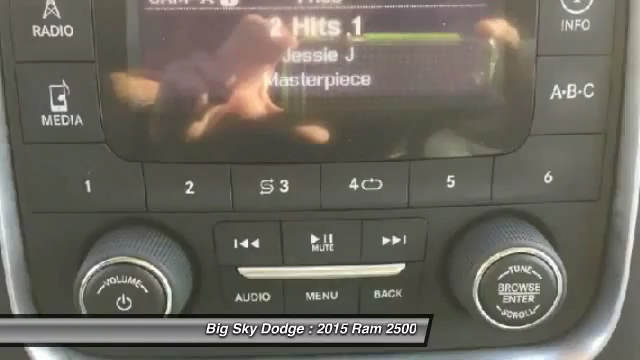 RADIO
2 Hits 1
Jessie J
Masterpiece
INFO
MEDIA
A·B·C
1 2 3 4 5 6
MUTE
VOLUME
AUDIO MENU BACK
TUNE
BROWSE
ENTER
SCROLL
Big Sky Dodge : 2015 Ram 2500